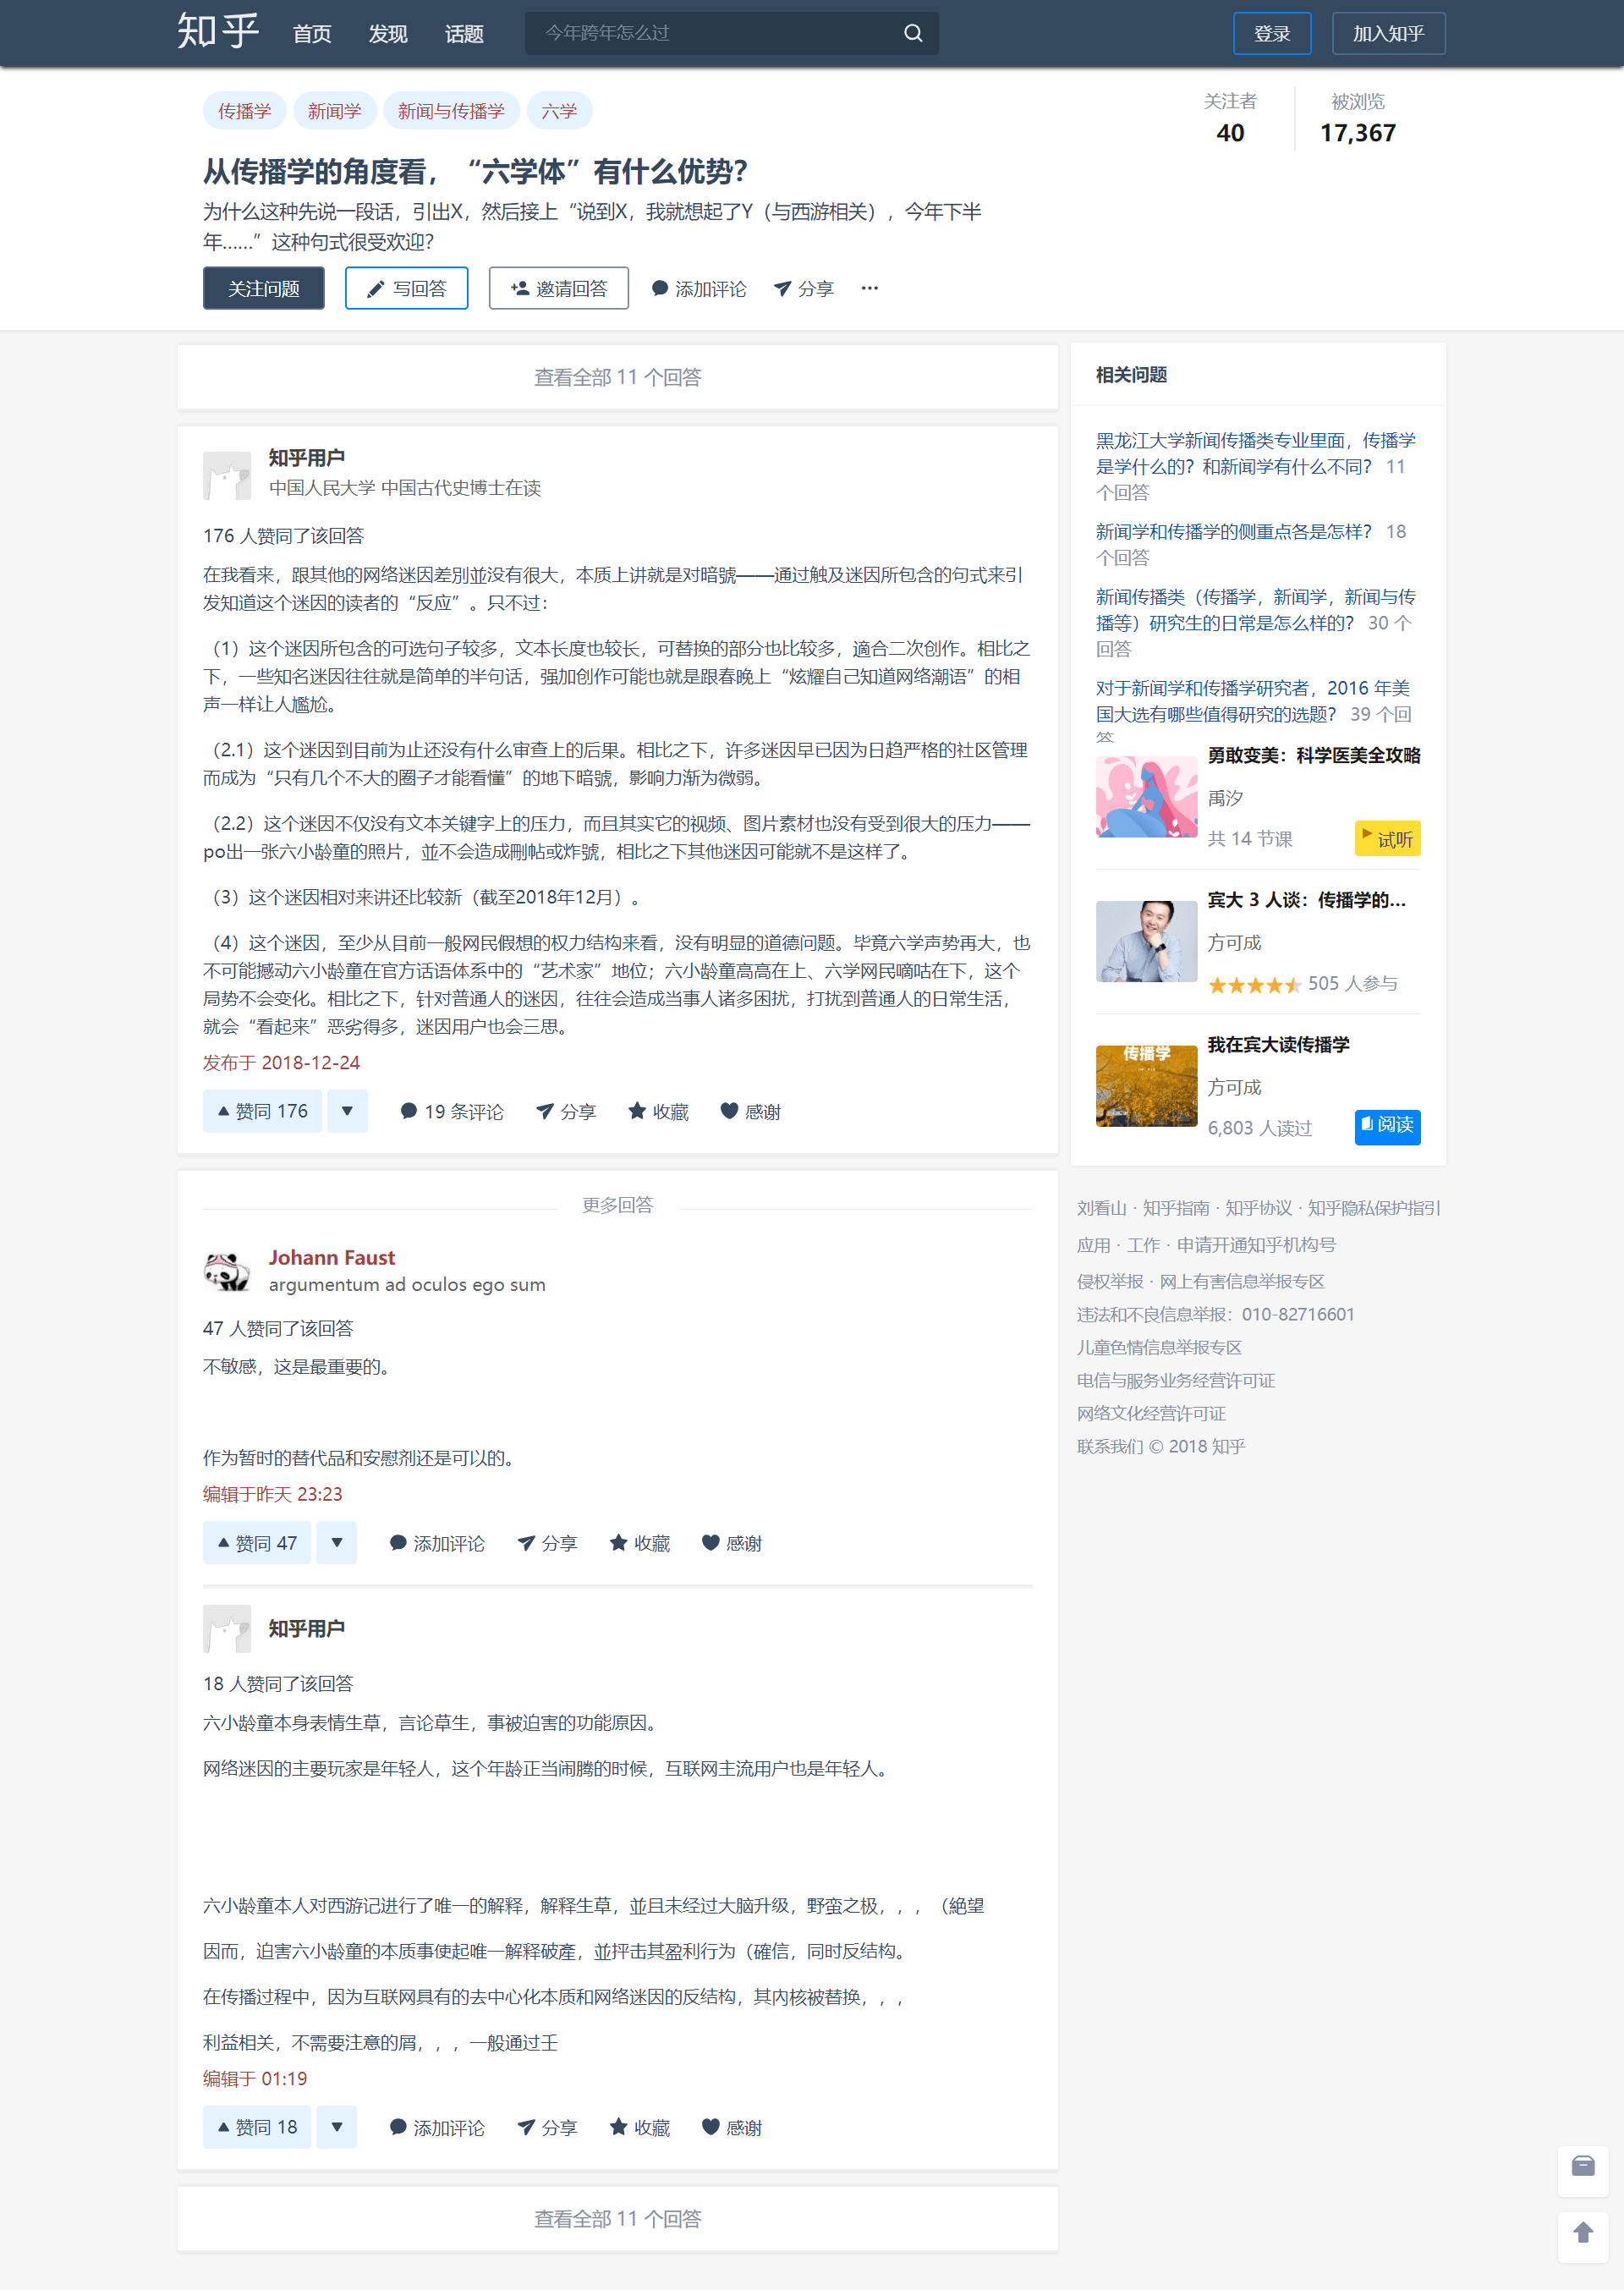 知乎 首页 发现 话题 今年跨年怎么过 登录 加入知乎
传播学 新闻学 新闻与传播学 六学
关注者 被浏览
40 17,367
从传播学的角度看，“六学体”有什么优势？
为什么这种先说一段话，引出X，然后接上“说到X，我就想起了Y（与西游相关），今年下半
年……”这种句式很受欢迎？
关注问题 写回答 邀请回答 添加评论 分享 ···
查看全部 11 个回答
知乎用户
中国人民大学 中国古代史博士在读
176 人赞同了该回答
在我看来，跟其他的网络迷因差別並没有很大，本质上讲就是对暗號——通过触及迷因所包含的句式来引
发知道这个迷因的读者的“反应”。只不过：
（1）这个迷因所包含的可选句子较多，文本长度也较长，可替换的部分也比较多，適合二次创作。相比之
下，一些知名迷因往往就是简单的半句话，强加创作可能也就是跟春晚上“炫耀自己知道网络潮语”的相
声一样让人尴尬。
（2.1）这个迷因到目前为止还没有什么审查上的后果。相比之下，许多迷因早已因为日趋严格的社区管理
而成为“只有几个不大的圈子才能看懂”的地下暗號，影响力渐为微弱。
（2.2）这个迷因不仅没有文本关键字上的压力，而且其实它的视频、图片素材也没有受到很大的压力——
po出一张六小龄童的照片，並不会造成刪帖或炸號，相比之下其他迷因可能就不是这样了。
（3）这个迷因相对来讲还比较新（截至2018年12月）。
（4）这个迷因，至少从目前一般网民假想的权力结构来看，没有明显的道德问题。毕竟六学声势再大，也
不可能撼动六小龄童在官方话语体系中的“艺术家”地位；六小龄童高高在上、六学网民嘀咕在下，这个
局势不会变化。相比之下，针对普通人的迷因，往往会造成当事人诸多困扰，打扰到普通人的日常生活，
就会“看起来”恶劣得多，迷因用户也会三思。
发布于 2018-12-24
赞同 176 19 条评论 分享 收藏 感谢
更多回答
Johann Faust
argumentum ad oculos ego sum
47 人赞同了该回答
不敏感，这是最重要的。
作为暂时的替代品和安慰剂还是可以的。
编辑于昨天 23:23
赞同 47 添加评论 分享 收藏 感谢
知乎用户
18 人赞同了该回答
六小龄童本身表情生草，言论草生，事被迫害的功能原因。
网络迷因的主要玩家是年轻人，这个年龄正当闹腾的时候，互联网主流用户也是年轻人。
六小龄童本人对西游记进行了唯一的解释，解释生草，並且未经过大脑升级，野蛮之极，，，（絶望
因而，迫害六小龄童的本质事使起唯一解释破產，並抨击其盈利行为（確信，同时反结构。
在传播过程中，因为互联网具有的去中心化本质和网络迷因的反结构，其内核被替换，，，
利益相关，不需要注意的屑，，，一般通过壬
编辑于 01:19
赞同 18 添加评论 分享 收藏 感谢
查看全部 11 个回答
相关问题
黑龙江大学新闻传播类专业里面，传播学
是学什么的？和新闻学有什么不同？ 11
个回答
新闻学和传播学的侧重点各是怎样？ 18
个回答
新闻传播类（传播学，新闻学，新闻与传
播等）研究生的日常是怎么样的？ 30 个
回答
对于新闻学和传播学研究者，2016 年美
国大选有哪些值得研究的选题？ 39 个回
答
勇敢变美：科学医美全攻略
禹汐
共 14 节课 试听
宾大 3 人谈：传播学的...
方可成
505 人参与
传播学
我在宾大读传播学
方可成
6,803 人读过 阅读
刘看山 · 知乎指南 · 知乎协议 · 知乎隐私保护指引
应用 · 工作 · 申请开通知乎机构号
侵权举报 · 网上有害信息举报专区
违法和不良信息举报：010-82716601
儿童色情信息举报专区
电信与服务业务经营许可证
网络文化经营许可证
联系我们 © 2018 知乎